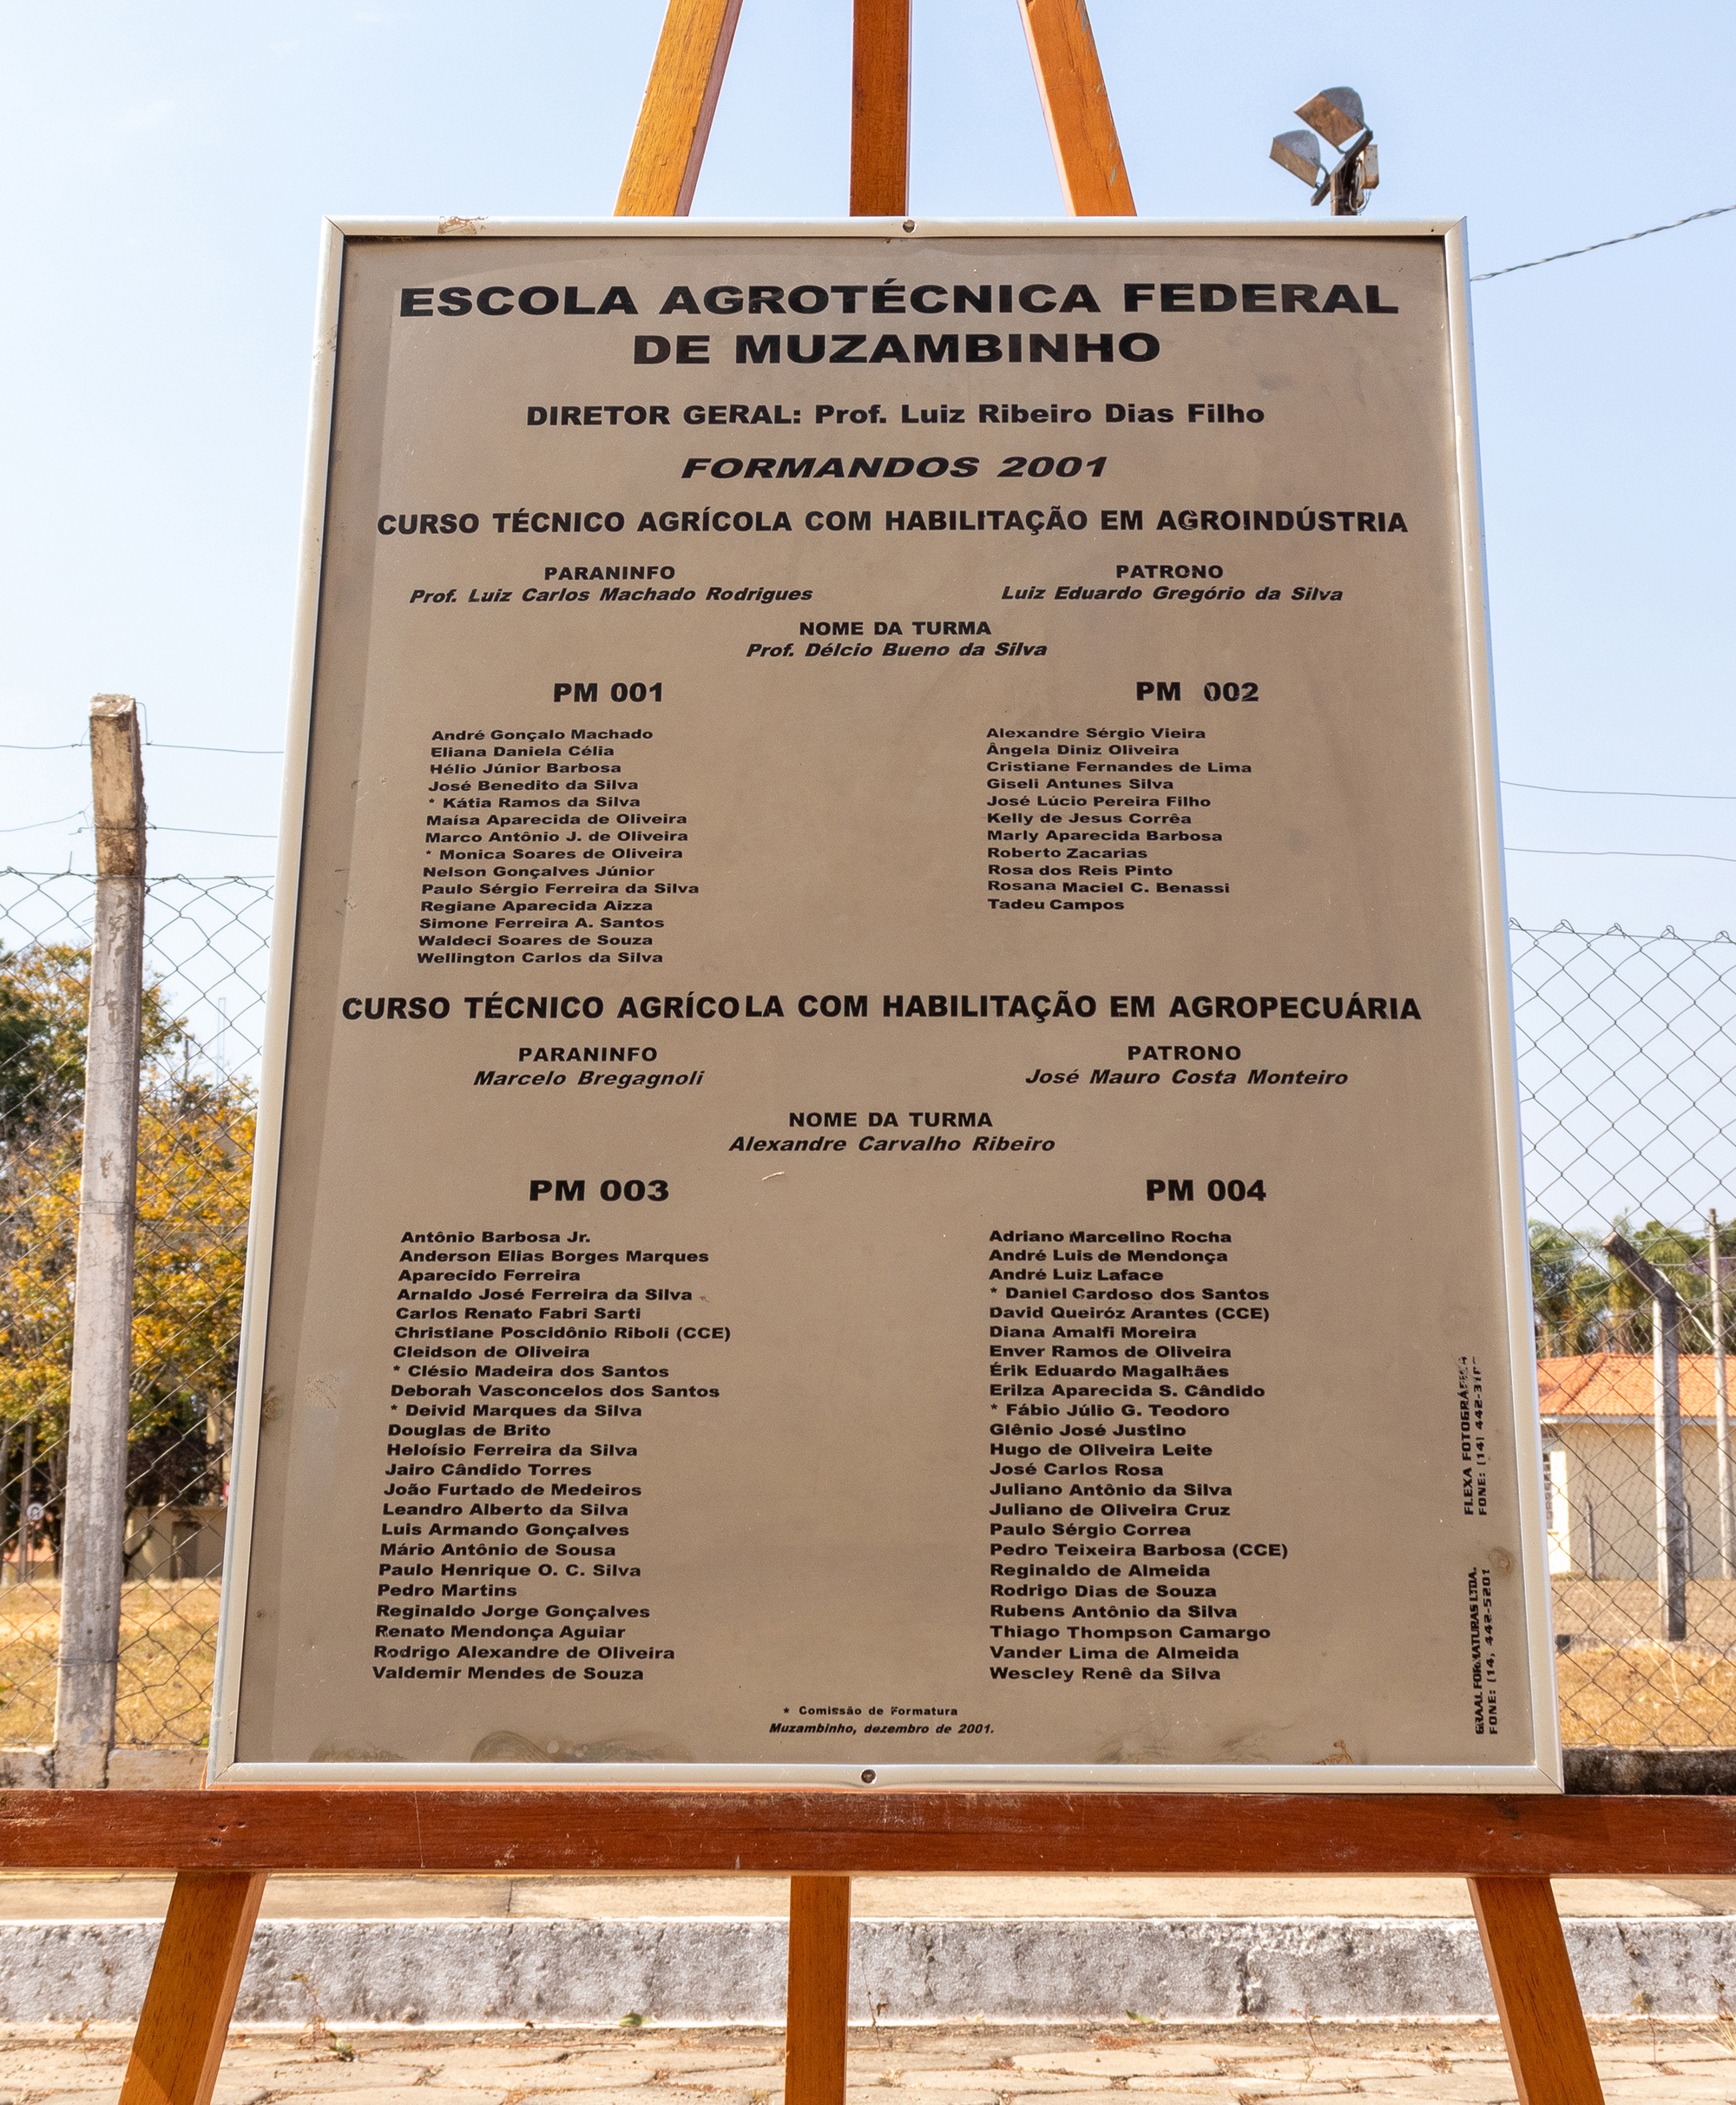 ESCOLA AGROTÉCNICA FEDERAL
DE MUZAMBINHO
DIRETOR GERAL: Prof. Luiz Ribeiro Dias Filho
FORMANDOS 2001
CURSO TÉCNICO AGRÍCOLA COM HABILITAÇÃO EM AGROINDÚSTRIA
PARANINFO
Prof. Luiz Carlos Machado Rodrigues
PATRONO
Luiz Eduardo Gregório da Silva
NOME DA TURMA
Prof. Délcio Bueno da Silva
PM 001
André Gonçalo Machado
Eliana Daniela Célia
Hélio Júnior Barbosa
José Benedito da Silva
* Kátia Ramos da Silva
Maísa Aparecida de Oliveira
Marco Antônio J. de Oliveira
* Monica Soares de Oliveira
Nelson Gonçalves Júnior
Paulo Sérgio Ferreira da Silva
Regiane Aparecida Aizza
Simone Ferreira A. Santos
Waldeci Soares de Souza
Wellington Carlos da Silva
PM 002
Alexandre Sérgio Vieira
Ângela Diniz Oliveira
Cristiane Fernandes de Lima
Giseli Antunes Silva
José Lúcio Pereira Filho
Kelly de Jesus Corrêa
Marly Aparecida Barbosa
Roberto Zacarias
Rosa dos Reis Pinto
Rosana Maciel C. Benassi
Tadeu Campos
CURSO TÉCNICO AGRÍCOLA COM HABILITAÇÃO EM AGROPECUÁRIA
PARANINFO
Marcelo Bregagnoli
PATRONO
José Mauro Costa Monteiro
NOME DA TURMA
Alexandre Carvalho Ribeiro
PM 003
Antônio Barbosa Jr.
Anderson Elias Borges Marques
Aparecido Ferreira
Arnaldo José Ferreira da Silva
Carlos Renato Fabri Sarti
Christiane Poscidônio Riboli (CCE)
Cleidson de Oliveira
* Clésio Madeira dos Santos
Deborah Vasconcelos dos Santos
* Deivid Marques da Silva
Douglas de Brito
Heloísio Ferreira da Silva
Jairo Cândido Torres
João Furtado de Medeiros
Leandro Alberto da Silva
Luis Armando Gonçalves
Mário Antônio de Sousa
Paulo Henrique O. C. Silva
Pedro Martins
Reginaldo Jorge Gonçalves
Renato Mendonça Aguiar
Rodrigo Alexandre de Oliveira
Valdemir Mendes de Souza
PM 004
Adriano Marcelino Rocha
André Luis de Mendonça
André Luiz Laface
* Daniel Cardoso dos Santos
David Queiróz Arantes (CCE)
Diana Amalfi Moreira
Enver Ramos de Oliveira
Érik Eduardo Magalhães
Erilza Aparecida S. Cândido
* Fábio Júlio G. Teodoro
Glênio José Justino
Hugo de Oliveira Leite
José Carlos Rosa
Juliano Antônio da Silva
Juliano de Oliveira Cruz
Paulo Sérgio Correa
Pedro Teixeira Barbosa (CCE)
Reginaldo de Almeida
Rodrigo Dias de Souza
Rubens Antônio da Silva
Thiago Thompson Camargo
Vander Lima de Almeida
Wescley Renê da Silva
* Comissão de Formatura
Muzambinho, dezembro de 2001.
FLEXA FOTOGRÁFICA
FONE: (14)
GRAAL FORMATURAS LTDA.
FONE: (14) 442-5201